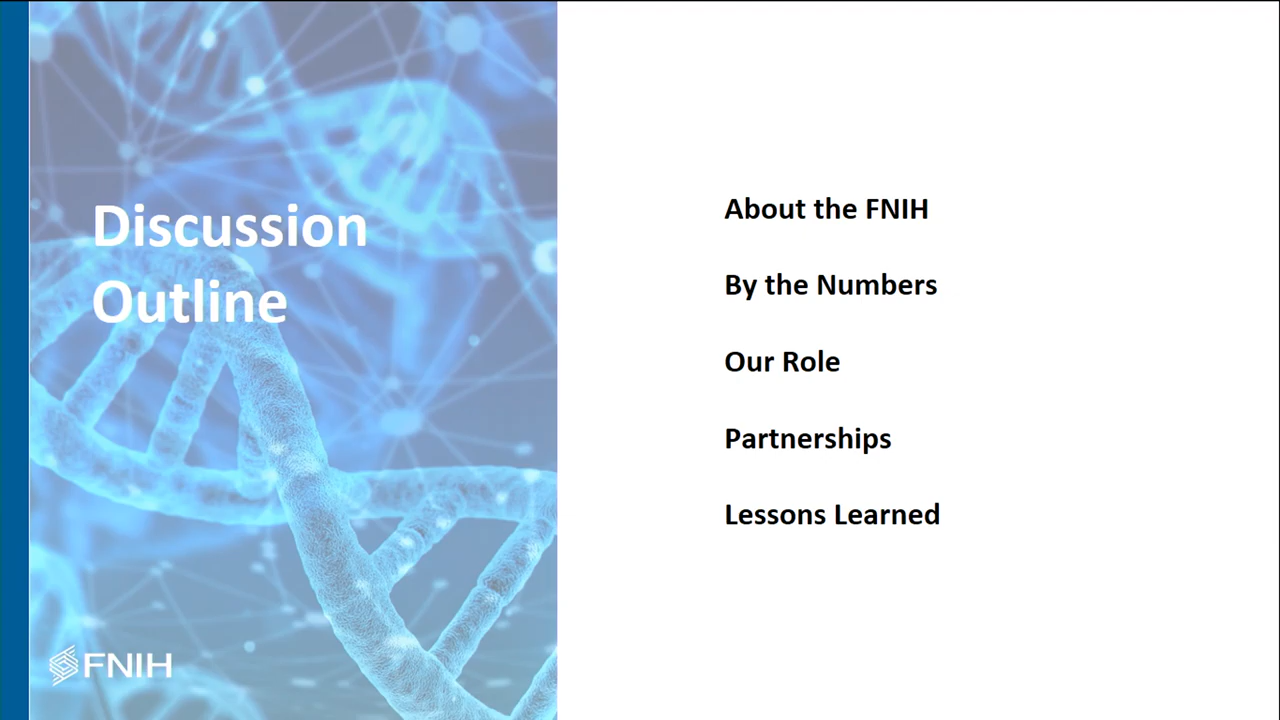 Discussion
Outline
FNIH
About the FNIH
By the Numbers
Our Role
Partnerships
Lessons Learned